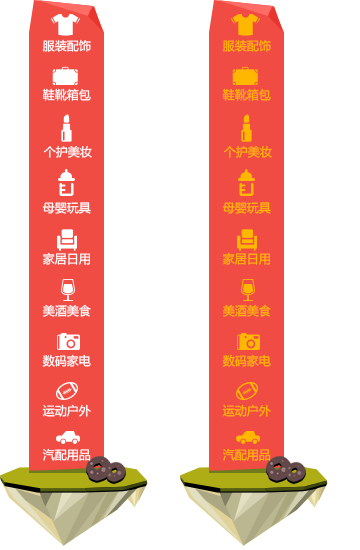 服装配饰
鞋靴箱包
个护美妆
母婴玩具
家居日用
美酒美食
数码家电
运动户外
汽配用品
服装配饰
鞋靴箱包
个护美妆
母婴玩具
家居日用
美酒美食
数码家电
运动户外
汽配用品